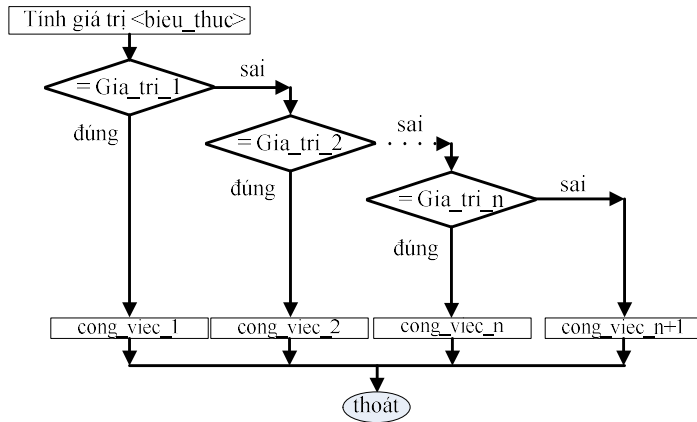 Tính giá trị <bieu_thuc>
sai
= Gia_tri_1
đúng
sai
= Gia_tri_2
đúng
sai
= Gia_tri_n
đúng
cong_viec_1
cong_viec_2
cong_viec_n
cong_viec_n+1
thoát